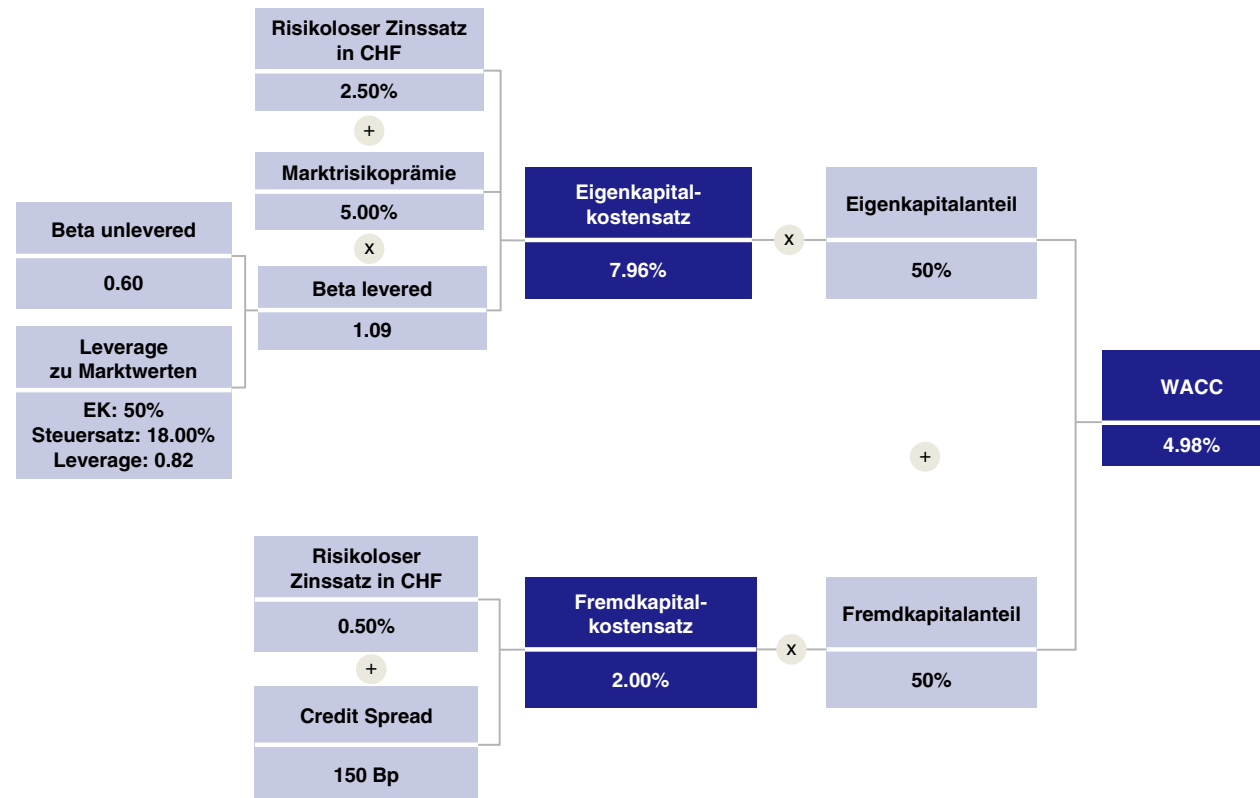 Risikoloser Zinssatz
in CHF
2.50%
+
Marktrisikoprämie
5.00%
x
Beta unlevered
0.60
Beta levered
1.09
Leverage
zu Marktwerten
EK: 50%
Steuersatz: 18.00%
Leverage: 0.82
Eigenkapital-
kostensatz
7.96%
x
Eigenkapitalanteil
50%
WACC
4.98%
+
Risikoloser
Zinssatz in CHF
0.50%
+
Credit Spread
150 Bp
Fremdkapital-
kostensatz
2.00%
x
Fremdkapitalanteil
50%